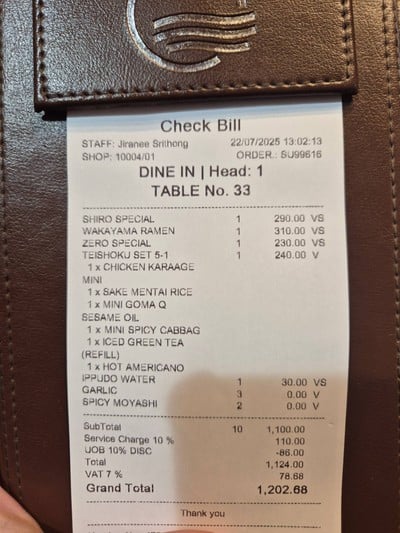 Check Bill
STAFF: Jiranee Srithong 22/07/2025 13:02:13
SHOP: 10004/01 ORDER.: SU99616
DINE IN | Head: 1
TABLE No. 33
SHIRO SPECIAL 1 290.00 VS
WAKAYAMA RAMEN 1 310.00 VS
ZERO SPECIAL 1 230.00 VS
TEISHOKU SET 5-1 1 240.00 V
1 x CHICKEN KARAAGE
MINI
1 x SAKE MENTAI RICE
1 x MINI GOMA Q
SESAME OIL
1 x MINI SPICY CABBAG
1 x ICED GREEN TEA
(REFILL)
1 x HOT AMERICANO
IPPUDO WATER 1 30.00 VS
GARLIC 3 0.00 V
SPICY MOYASHI 2 0.00 V
SubTotal 10 1,100.00
Service Charge 10 % 110.00
UOB 10% DISC -86.00
Total 1,124.00
VAT 7 % 78.68
Grand Total 1,202.68
Thank you